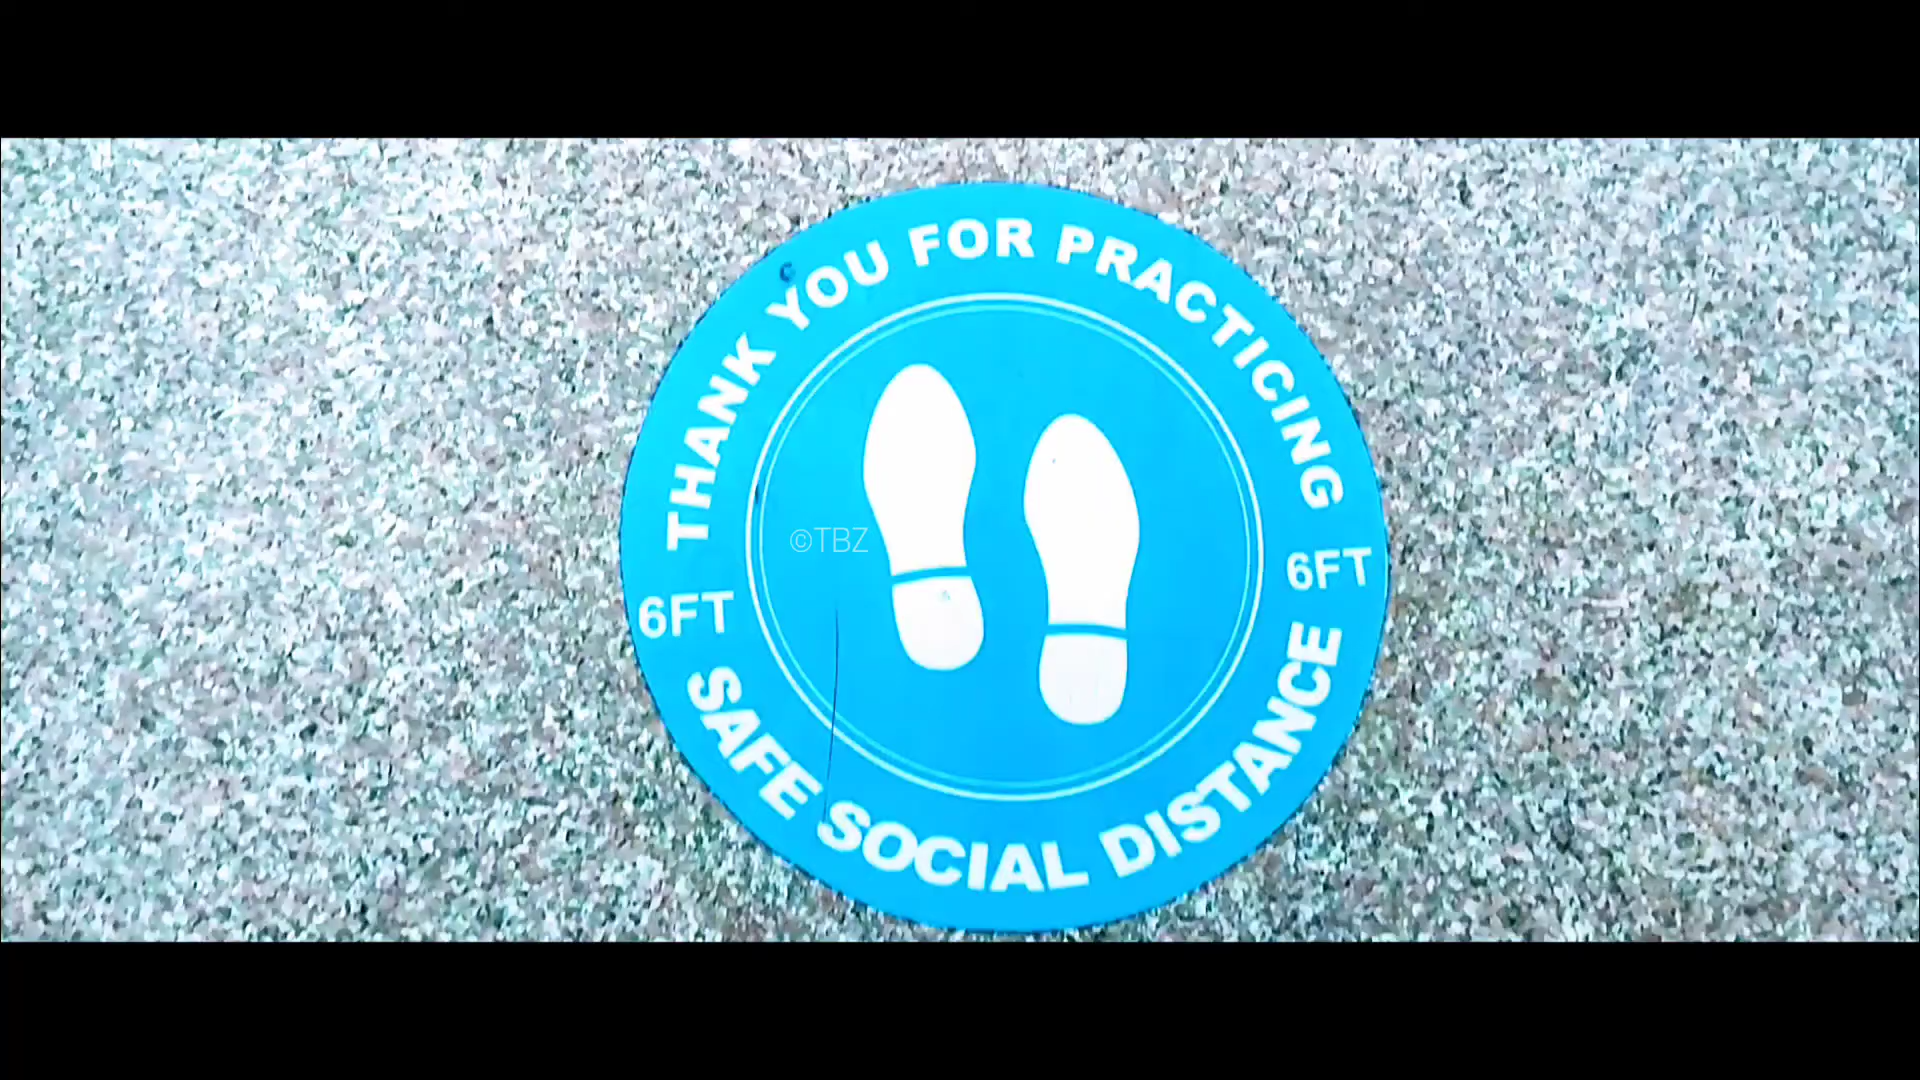 THANK YOU FOR PRACTICING
6FT
6FT
©TBZ
SAFE SOCIAL DISTANCE